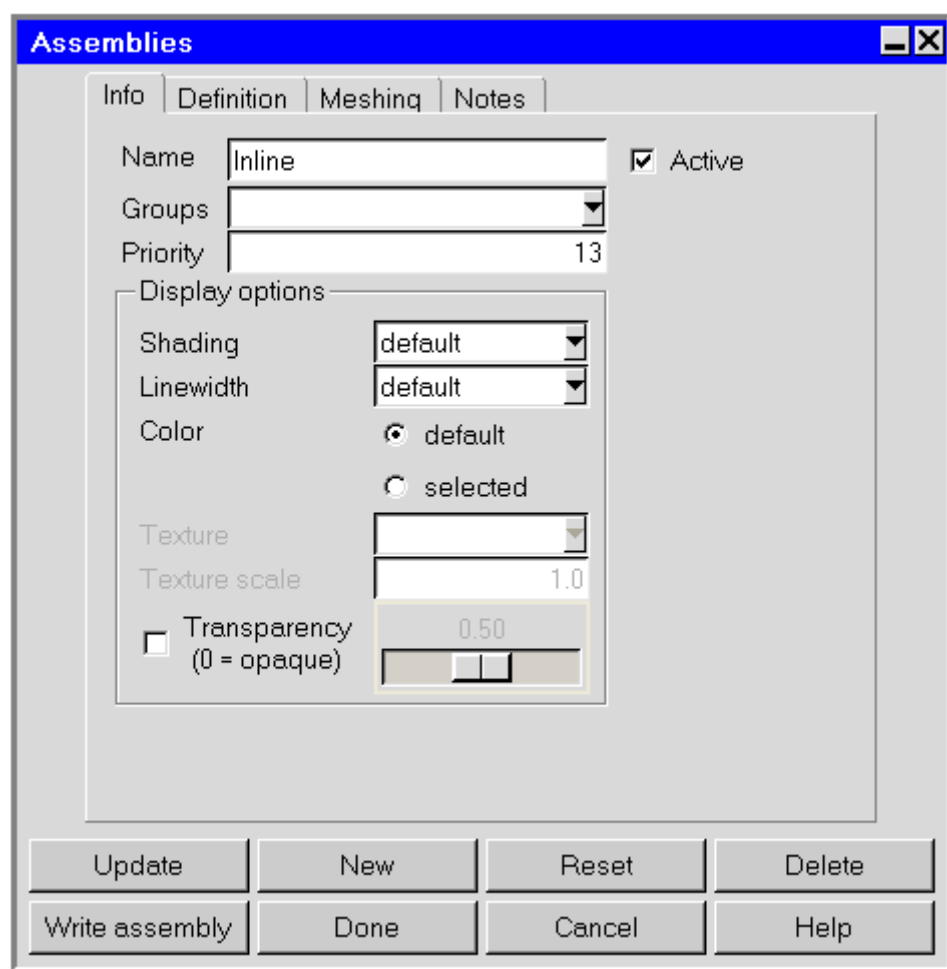 Assemblies
Info Definition Meshing Notes
Name Inline Active
Groups
Priority 13
Display options
Shading default
Linewidth default
Color default
selected
Texture
Texture scale 1.0
Transparency 0.50
(0 = opaque)
Update New Reset Delete
Write assembly Done Cancel Help